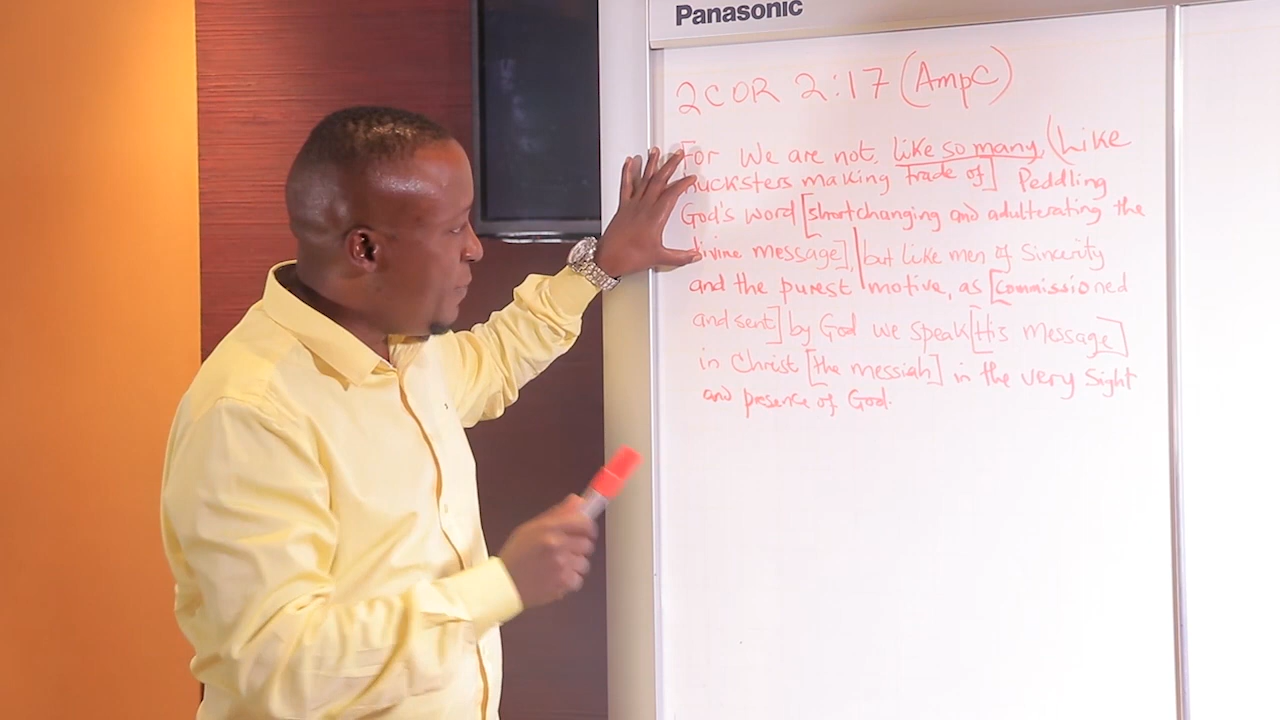 Panasonic
2COR 2:17 (AmpC)
For We are not, like so many, (Like
hucksters making trade of] Peddling
God's word [shortchanging and adulterating the
divine message], but like men of Sincerity
and the purest motive, as [commissioned
and sent] by God we speak [His message]
in Christ [the messiah] in the very Sight
and presence of God.